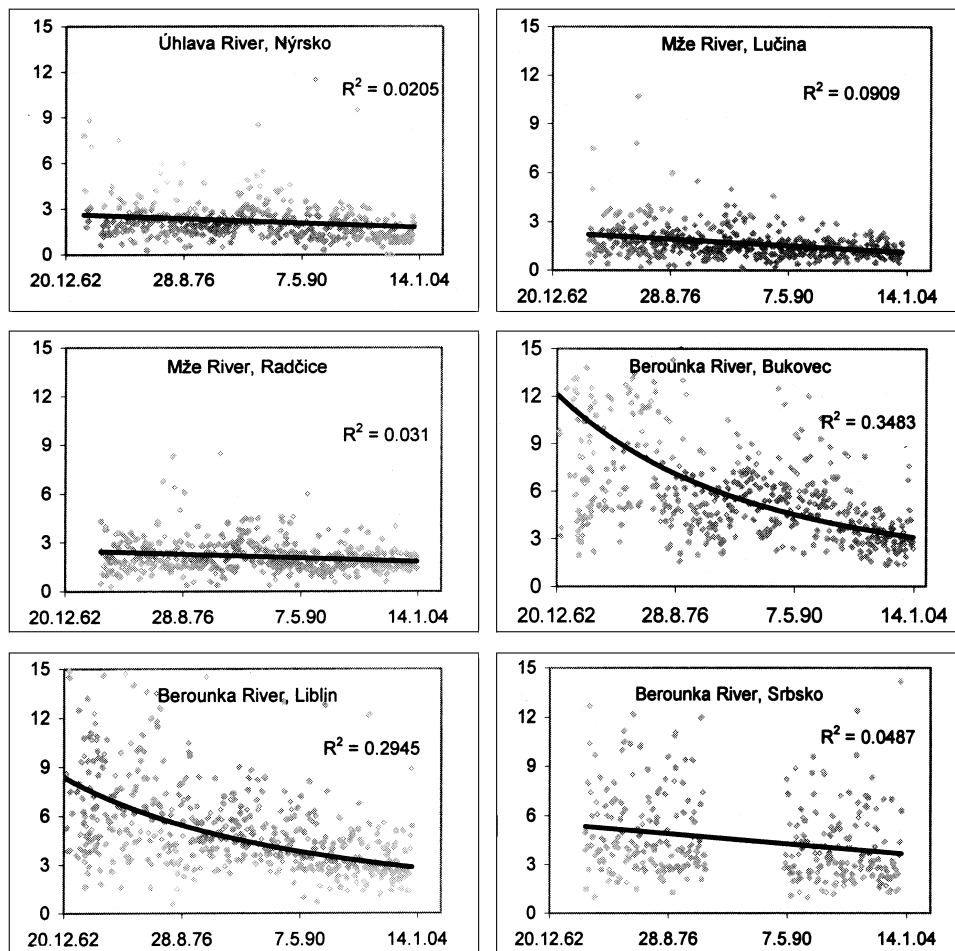 15
12
9
6
3
0
Úhlava River, Nýrsko
R² = 0.0205
20.12.62 28.8.76 7.5.90 14.1.04
15
12
9
6
3
0
Mže River, Lučina
R² = 0.0909
20.12.62 28.8.76 7.5.90 14.1.04
15
12
9
6
3
0
Mže River, Radčice
R² = 0.031
20.12.62 28.8.76 7.5.90 14.1.04
15
12
9
6
3
0
Berounka River, Bukovec
R² = 0.3483
20.12.62 28.8.76 7.5.90 14.1.04
15
12
9
6
3
0
Berounka River, Liblín
R² = 0.2945
20.12.62 28.8.76 7.5.90 14.1.04
15
12
9
6
3
0
Berounka River, Srbsko
R² = 0.0487
20.12.62 28.8.76 7.5.90 14.1.04